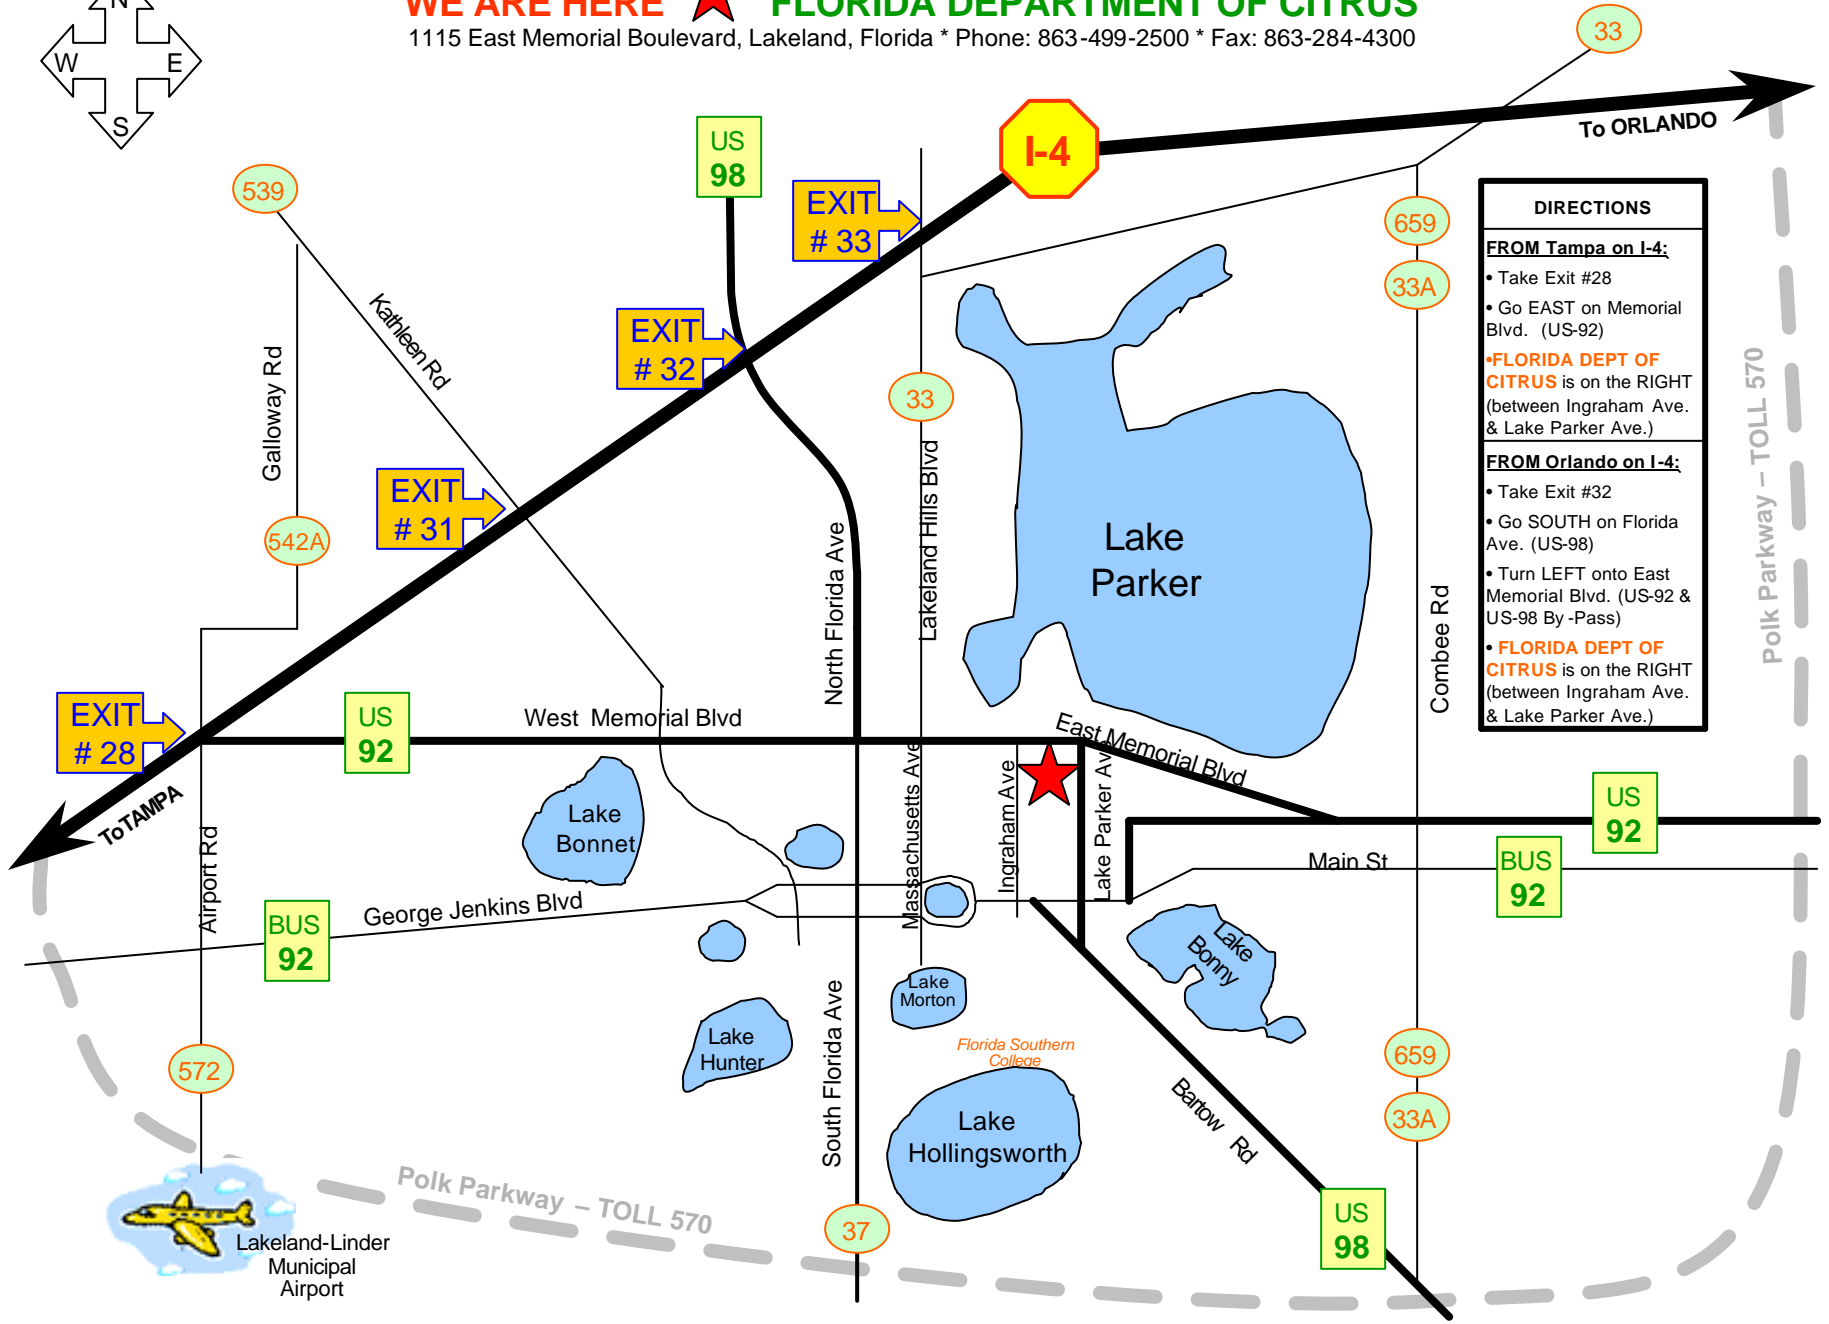 N
W E
S
WE ARE HERE FLORIDA DEPARTMENT OF CITRUS
1115 East Memorial Boulevard, Lakeland, Florida * Phone: 863-499-2500 * Fax: 863-284-4300
33
I-4
To ORLANDO
US
98
539
EXIT
# 33
659
33A
Kathleen Rd
EXIT
# 32
Galloway Rd
33
542A
EXIT
# 31
North Florida Ave
Lakeland Hills Blvd
Lake
Parker
Combee Rd
Polk Parkway – TOLL 570
DIRECTIONS
FROM Tampa on I-4:
• Take Exit #28
• Go EAST on Memorial
Blvd. (US-92)
•FLORIDA DEPT OF
CITRUS is on the RIGHT
(between Ingraham Ave.
& Lake Parker Ave.)
FROM Orlando on I-4:
• Take Exit #32
• Go SOUTH on Florida
Ave. (US-98)
• Turn LEFT onto East
Memorial Blvd. (US-92 &
US-98 By-Pass)
• FLORIDA DEPT OF
CITRUS is on the RIGHT
(between Ingraham Ave.
& Lake Parker Ave.)
EXIT
# 28
US
92
West Memorial Blvd
East Memorial Blvd
To TAMPA
Airport Rd
Lake
Bonnet
Massachusetts Ave
Ingraham Ave
Lake Parker Ave
US
92
Main St
BUS
92
George Jenkins Blvd
BUS
92
Lake
Bonny
Lake
Morton
Lake
Hunter
South Florida Ave
Florida Southern
College
572
659
33A
Lake
Hollingsworth
Bartow Rd
Polk Parkway – TOLL 570
37
US
98
Lakeland-Linder
Municipal
Airport